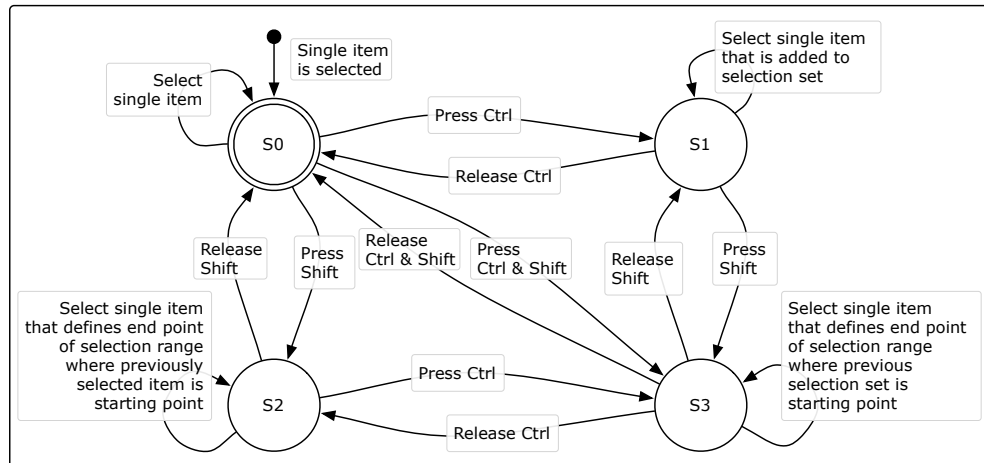 Single item
is selected
Select
single item
Select single item
that is added to
selection set
Press Ctrl
S0
S1
Release Ctrl
Release
Shift
Press
Shift
Release
Ctrl & Shift
Press
Ctrl & Shift
Release
Shift
Press
Shift
Select single item
that defines end point
of selection range
where previously
selected item is
starting point
Select single item
that defines end point
of selection range
where previous
selection set is
starting point
Press Ctrl
S2
S3
Release Ctrl